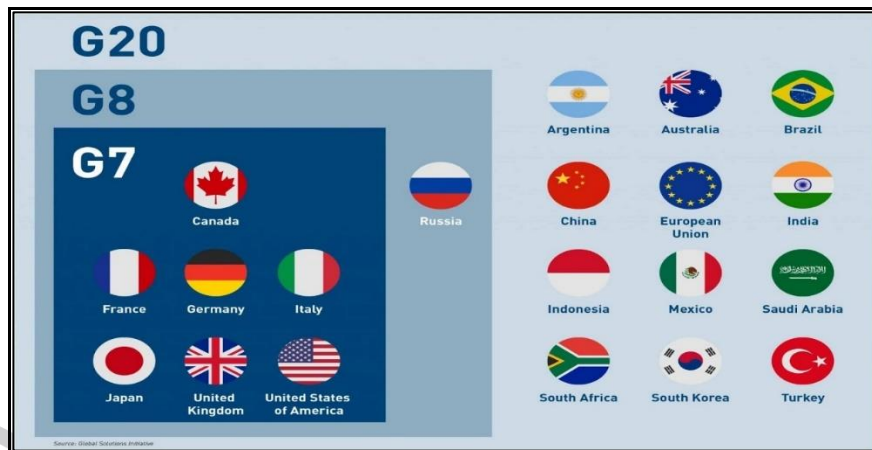 G20
G8
G7
Canada
Russia
France
Germany
Italy
Japan
United
Kingdom
United States
of America
Argentina
Australia
Brazil
China
European
Union
India
Indonesia
Mexico
Saudi Arabia
South Africa
South Korea
Turkey
Source: Global Solutions Initiative